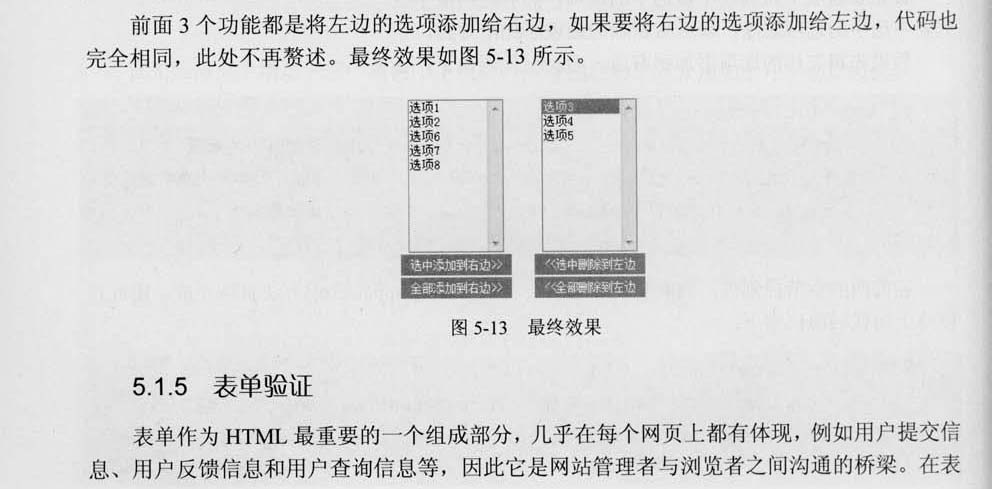 前面 3 个功能都是将左边的选项添加给右边，如果要将右边的选项添加给左边，代码也
完全相同，此处不再赘述。最终效果如图 5-13 所示。
选项1
选项2
选项6
选项7
选项8
选项3
选项4
选项5
选中添加到右边>>
<<选中删除到左边
全部添加到右边>>
<<全部删除到左边
图 5-13 最终效果
5.1.5 表单验证
表单作为 HTML 最重要的一个组成部分，几乎在每个网页上都有体现，例如用户提交信
息、用户反馈信息和用户查询信息等，因此它是网站管理者与浏览者之间沟通的桥梁。在表